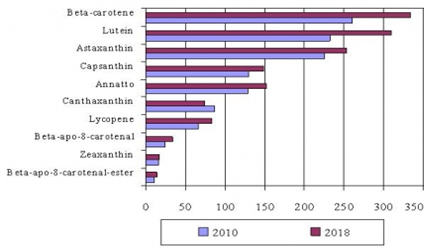 Beta-carotene
Lutein
Astaxanthin
Capsanthin
Annatto
Canthaxanthin
Lycopene
Beta-apo-8-carotenal
Zeaxanthin
Beta-apo-8-carotenal-ester
0 50 100 150 200 250 300 350
2010 2018